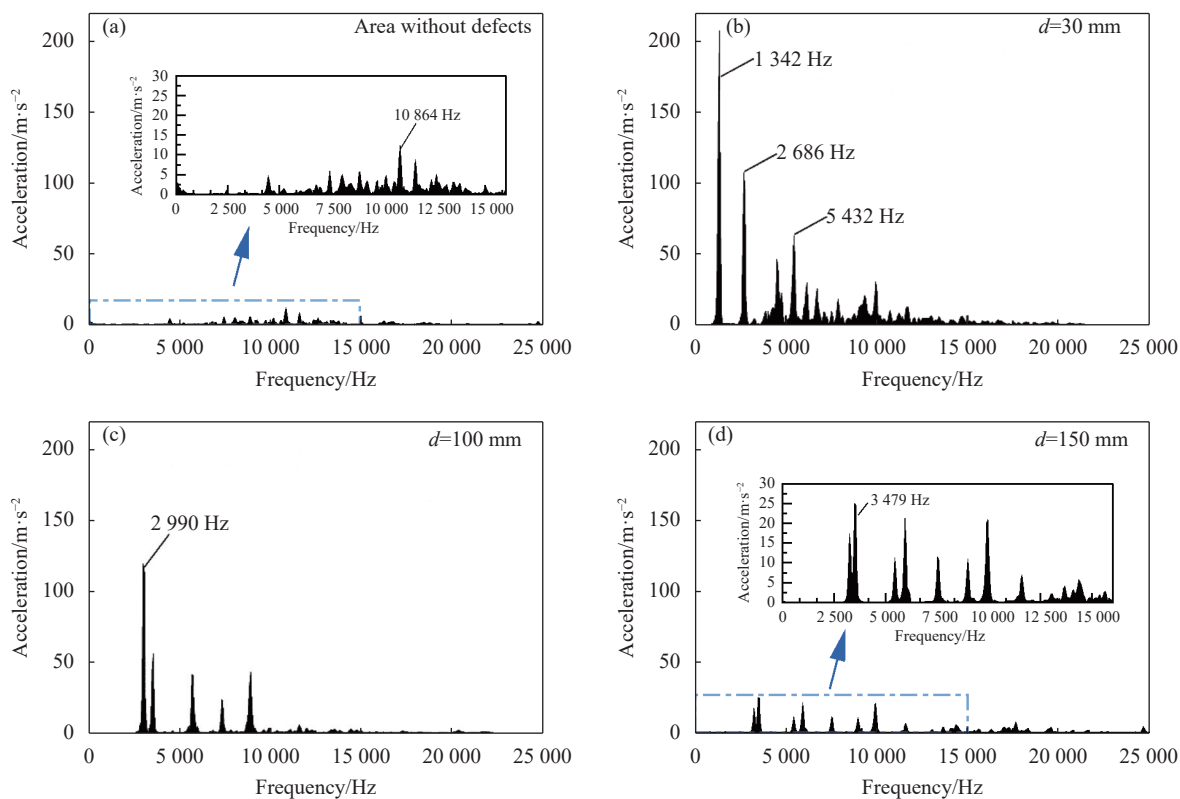 (a)
Area without defects
200
150
100
50
0
Acceleration/m·s⁻²
30
25
20
15
10
5
0
Acceleration/m·s⁻²
10 864 Hz
0 2 500 5 000 7 500 10 000 12 500 15 000
Frequency/Hz
0 5 000 10 000 15 000 20 000 25 000
Frequency/Hz
(b)
d=30 mm
200
150
100
50
0
Acceleration/m·s⁻²
1 342 Hz
2 686 Hz
5 432 Hz
0 5 000 10 000 15 000 20 000 25 000
Frequency/Hz
(c)
d=100 mm
200
150
100
50
0
Acceleration/m·s⁻²
2 990 Hz
0 5 000 10 000 15 000 20 000 25 000
Frequency/Hz
(d)
d=150 mm
200
150
100
50
0
Acceleration/m·s⁻²
30
25
20
15
10
5
0
Acceleration/m·s⁻²
3 479 Hz
0 2 500 5 000 7 500 10 000 12 500 15 000
Frequency/Hz
0 5 000 10 000 15 000 20 000 25 000
Frequency/Hz